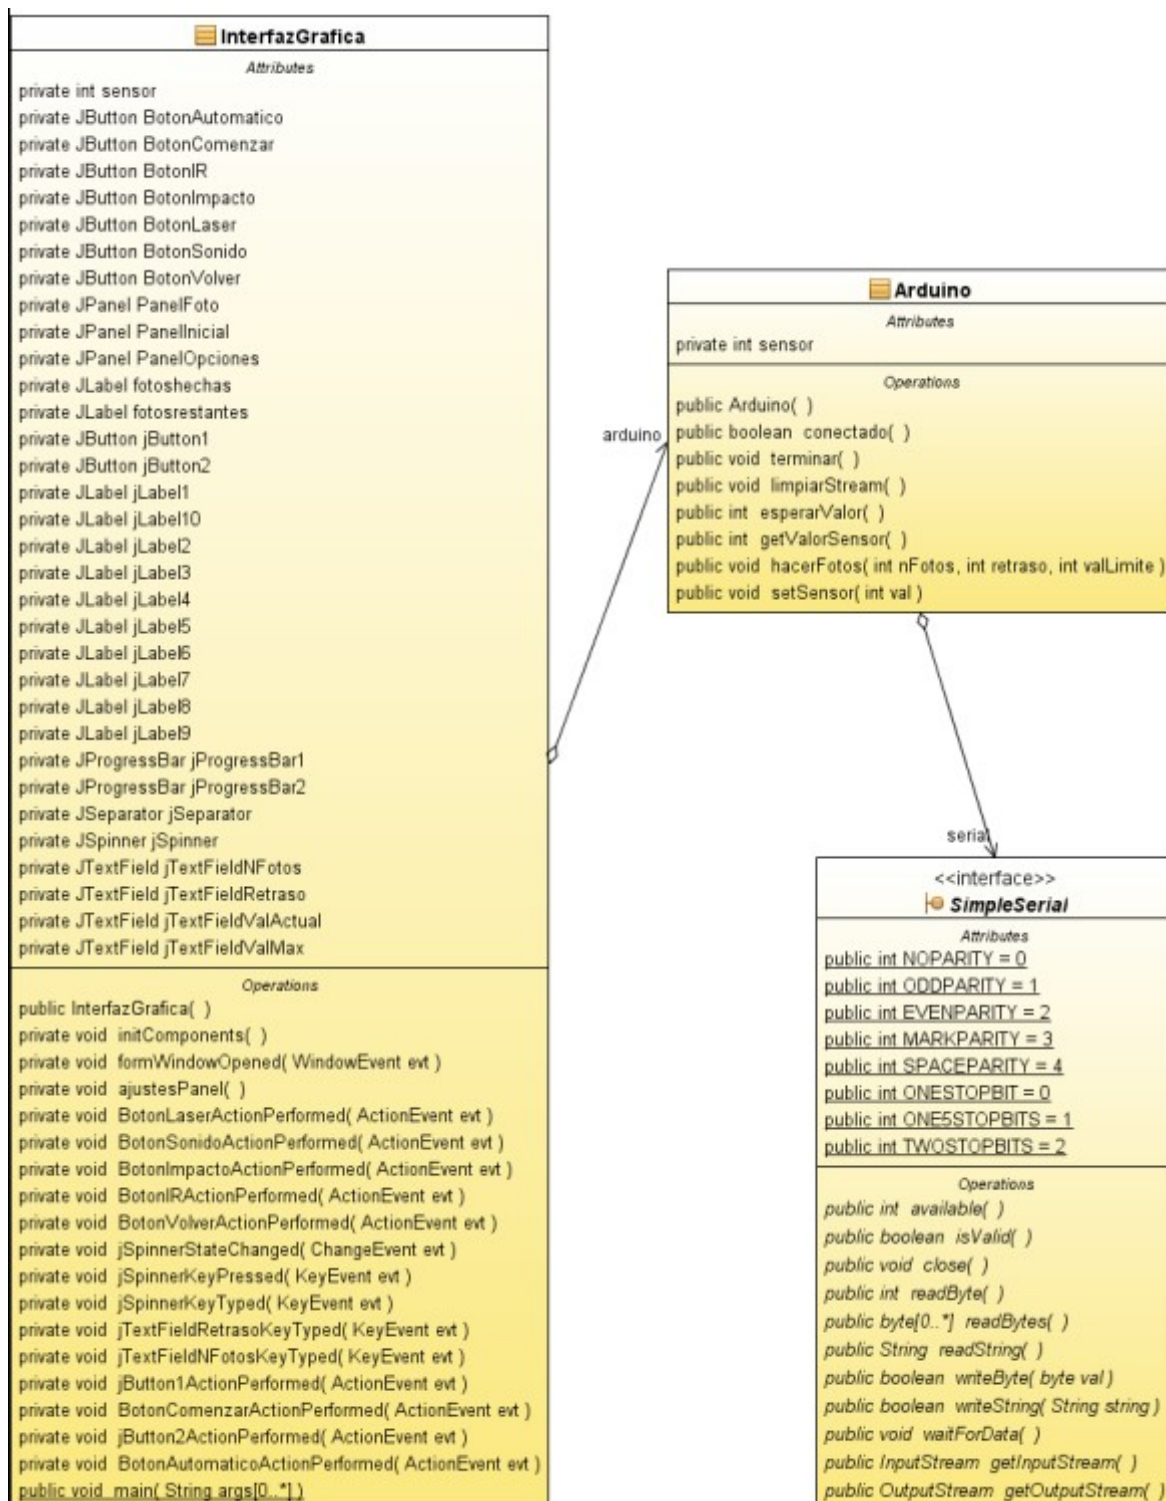 InterfazGrafica
Attributes
private int sensor
private JButton BotonAutomatico
private JButton BotonComenzar
private JButton BotonIR
private JButton BotonImpacto
private JButton BotonLaser
private JButton BotonSonido
private JButton BotonVolver
private JPanel PanelFoto
private JPanel PanelInicial
private JPanel PanelOpciones
private JLabel fotoshechas
private JLabel fotosrestantes
private JButton jButton1
private JButton jButton2
private JLabel jLabel1
private JLabel jLabel10
private JLabel jLabel2
private JLabel jLabel3
private JLabel jLabel4
private JLabel jLabel5
private JLabel jLabel6
private JLabel jLabel7
private JLabel jLabel8
private JLabel jLabel9
private JProgressBar jProgressBar1
private JProgressBar jProgressBar2
private JSeparator jSeparator
private JSpinner jSpinner
private JTextField jTextFieldNFotos
private JTextField jTextFieldRetraso
private JTextField jTextFieldValActual
private JTextField jTextFieldValMax
Operations
public InterfazGrafica( )
private void initComponents( )
private void formWindowOpened( WindowEvent evt )
private void ajustesPanel( )
private void BotonLaserActionPerformed( ActionEvent evt )
private void BotonSonidoActionPerformed( ActionEvent evt )
private void BotonImpactoActionPerformed( ActionEvent evt )
private void BotonIRActionPerformed( ActionEvent evt )
private void BotonVolverActionPerformed( ActionEvent evt )
private void jSpinnerStateChanged( ChangeEvent evt )
private void jSpinnerKeyPressed( KeyEvent evt )
private void jSpinnerKeyTyped( KeyEvent evt )
private void jTextFieldRetrasoKeyTyped( KeyEvent evt )
private void jTextFieldNFotosKeyTyped( KeyEvent evt )
private void jButton1ActionPerformed( ActionEvent evt )
private void BotonComenzarActionPerformed( ActionEvent evt )
private void jButton2ActionPerformed( ActionEvent evt )
private void BotonAutomaticoActionPerformed( ActionEvent evt )
public void main( String args[0..*] )
arduino
Arduino
Attributes
private int sensor
Operations
public Arduino( )
public boolean conectado( )
public void terminar( )
public void limpiarStream( )
public int esperarValor( )
public int getValorSensor( )
public void hacerFotos( int nFotos, int retraso, int valLimite )
public void setSensor( int val )
serial
<<interface>>
SimpleSerial
Attributes
public int NOPARITY = 0
public int ODDPARITY = 1
public int EVENPARITY = 2
public int MARKPARITY = 3
public int SPACEPARITY = 4
public int ONESTOPBIT = 0
public int ONE5STOPBITS = 1
public int TWOSTOPBITS = 2
Operations
public int available( )
public boolean isValid( )
public void close( )
public int readByte( )
public byte[0..*] readBytes( )
public String readString( )
public boolean writeByte( byte val )
public boolean writeString( String string )
public void waitForData( )
public InputStream getInputStream( )
public OutputStream getOutputStream( )